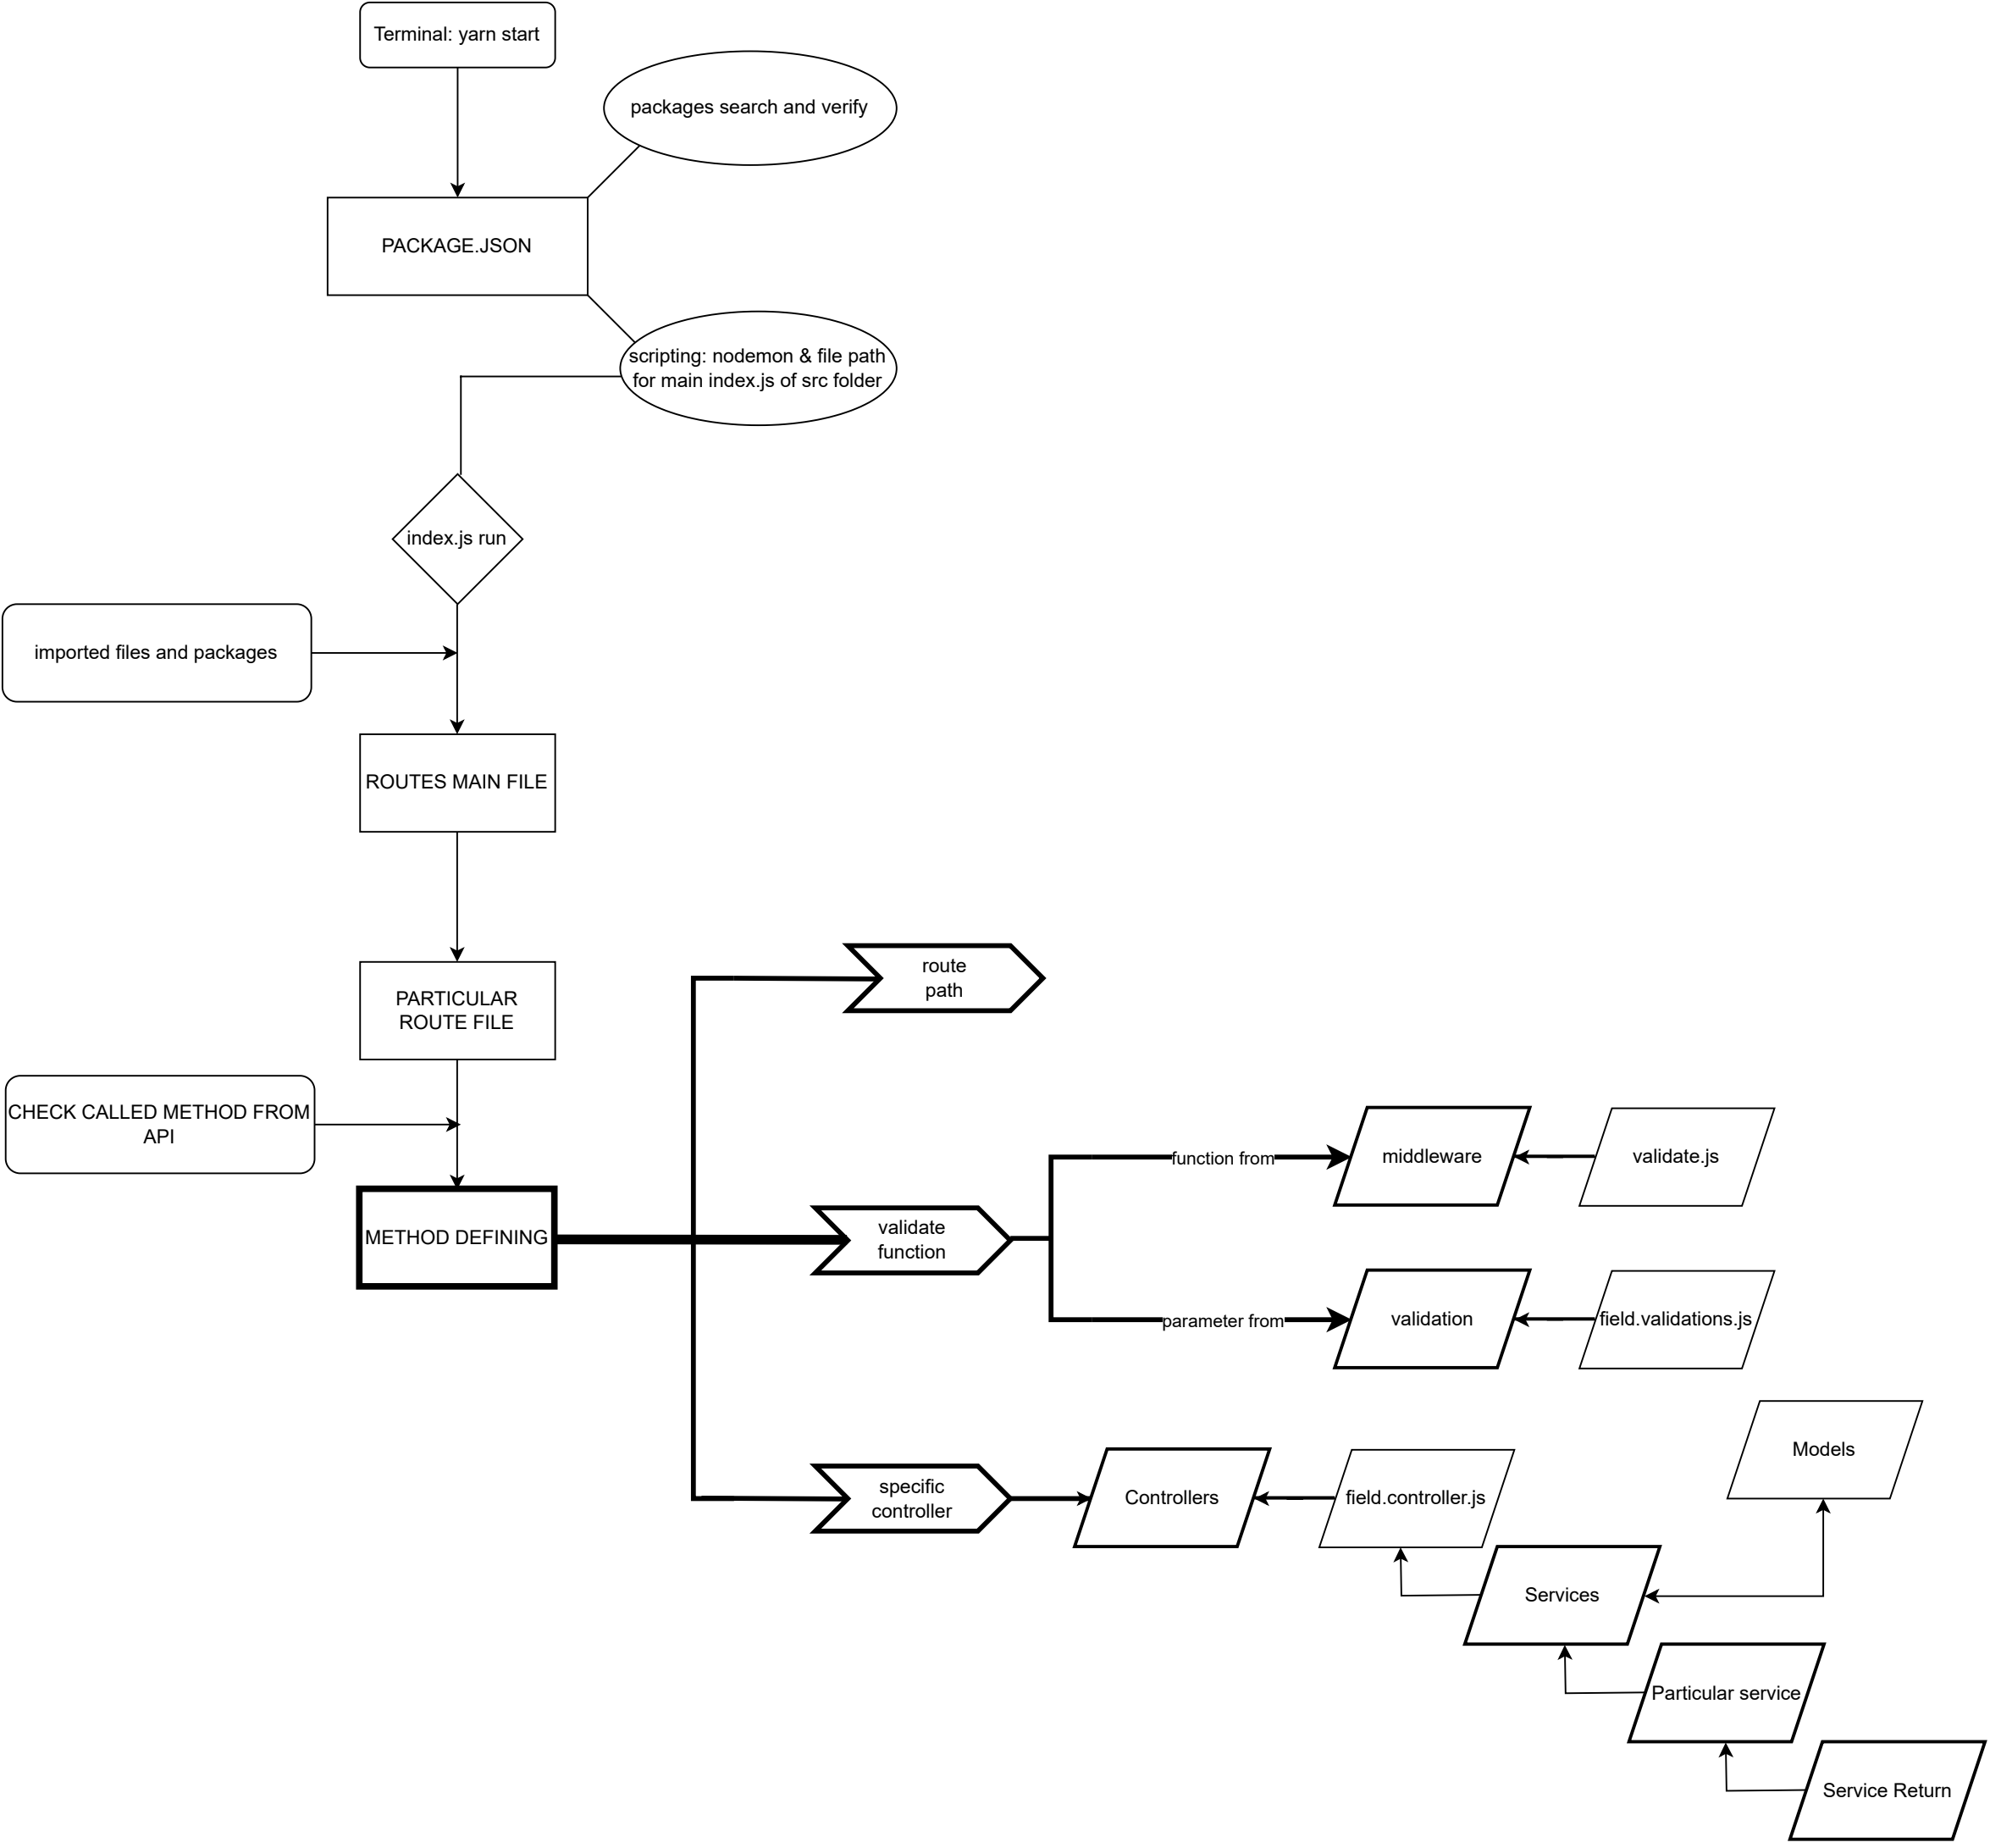 Terminal: yarn start
packages search and verify
PACKAGE.JSON
scripting: nodemon & file path
for main index.js of src folder
index.js run
imported files and packages
ROUTES MAIN FILE
PARTICULAR
ROUTE FILE
CHECK CALLED METHOD FROM
API
METHOD DEFINING
route
path
validate
function
function from
middleware
validate.js
parameter from
validation
field.validations.js
specific
controller
Controllers
field.controller.js
Models
Services
Particular service
Service Return